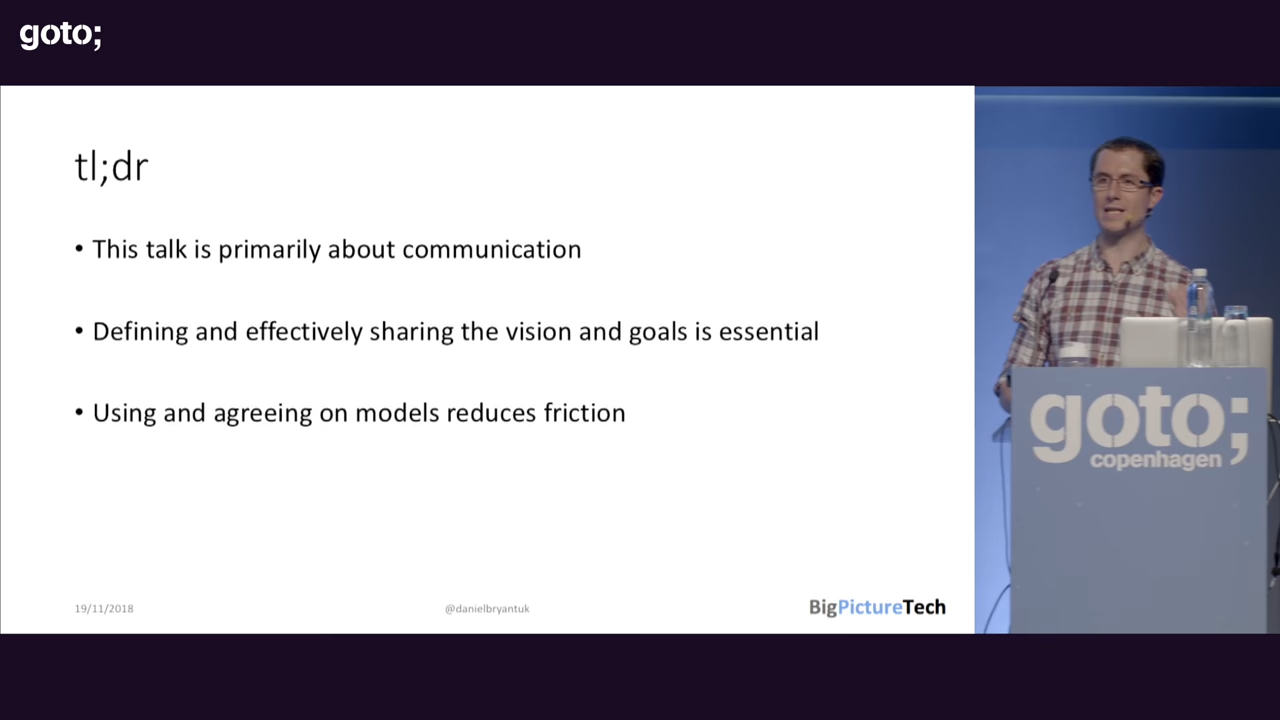 goto;
tl;dr
• This talk is primarily about communication
• Defining and effectively sharing the vision and goals is essential
• Using and agreeing on models reduces friction
19/11/2018
@danielbryantuk
BigPictureTech
goto;
copenhagen